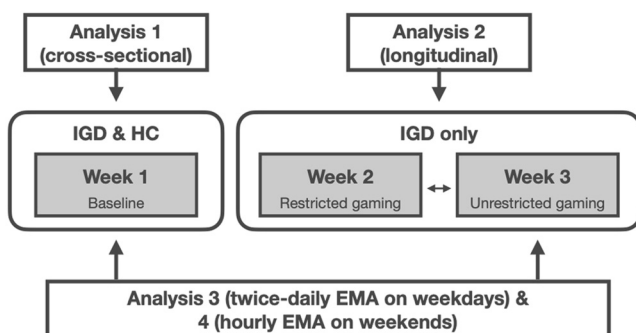 Analysis 1
(cross-sectional)
Analysis 2
(longitudinal)
IGD & HC
IGD only
Week 1
Baseline
Week 2
Restricted gaming
Week 3
Unrestricted gaming
Analysis 3 (twice-daily EMA on weekdays) &
4 (hourly EMA on weekends)